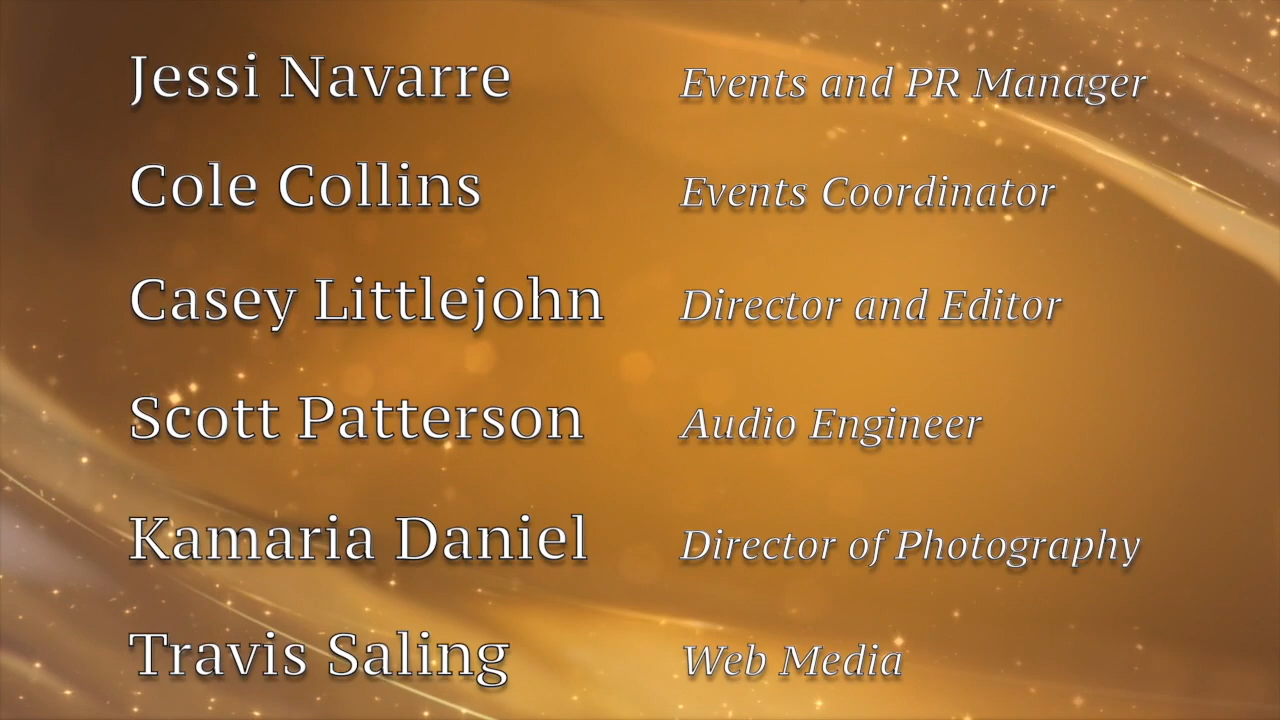 Jessi Navarre Events and PR Manager
Cole Collins Events Coordinator
Casey Littlejohn Director and Editor
Scott Patterson Audio Engineer
Kamaria Daniel Director of Photography
Travis Saling Web Media